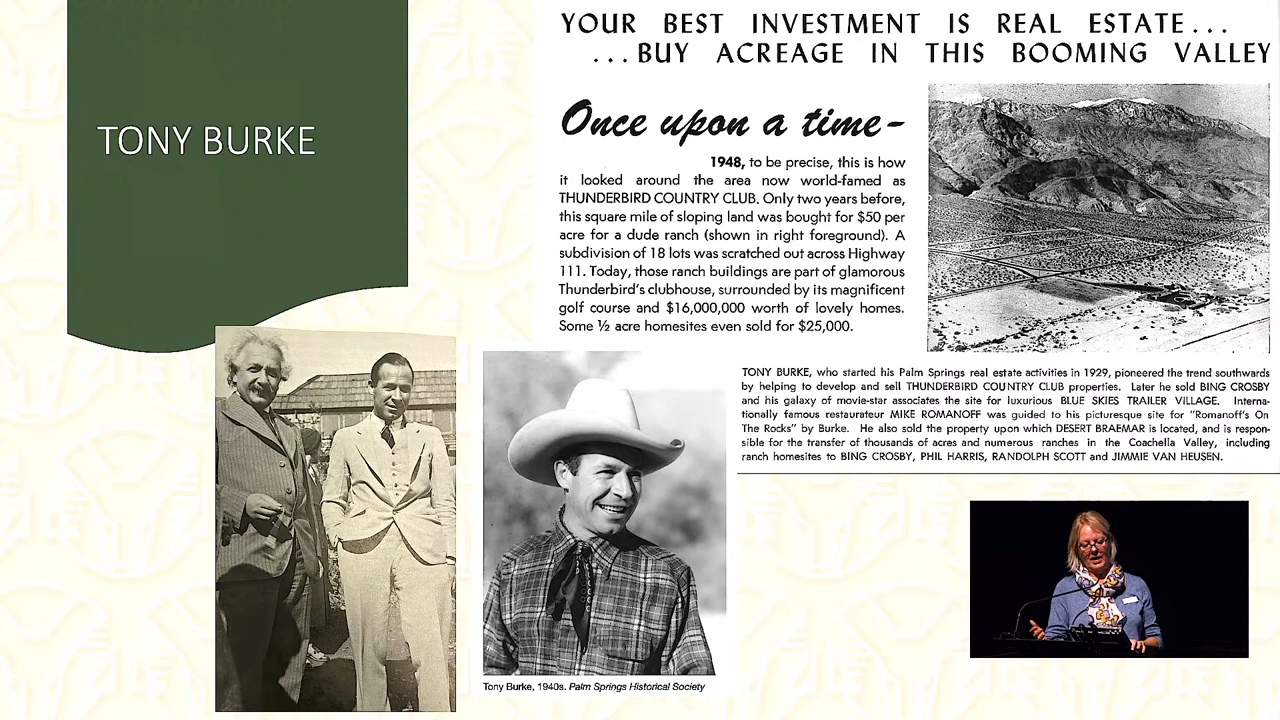 TONY BURKE
YOUR BEST INVESTMENT IS REAL ESTATE...
...BUY ACREAGE IN THIS BOOMING VALLEY
Once upon a time-
1948, to be precise, this is how
it looked around the area now world-famed as
THUNDERBIRD COUNTRY CLUB. Only two years before,
this square mile of sloping land was bought for $50 per
acre for a dude ranch (shown in right foreground). A
subdivision of 18 lots was scratched out across Highway
111. Today, those ranch buildings are part of glamorous
Thunderbird's clubhouse, surrounded by its magnificent
golf course and $16,000,000 worth of lovely homes.
Some ½ acre homesites even sold for $25,000.
TONY BURKE, who started his Palm Springs real estate activities in 1929, pioneered the trend southwards
by helping to develop and sell THUNDERBIRD COUNTRY CLUB properties. Later he sold BING CROSBY
and his galaxy of movie-star associates the site for luxurious BLUE SKIES TRAILER VILLAGE. Interna-
tionally famous restaurateur MIKE ROMANOFF was guided to his picturesque site for "Romanoff's On
The Rocks" by Burke. He also sold the property upon which DESERT BRAEMAR is located, and is respon-
sible for the transfer of thousands of acres and numerous ranches in the Coachella Valley, including
ranch homesites to BING CROSBY, PHIL HARRIS, RANDOLPH SCOTT and JIMMIE VAN HEUSEN.
Tony Burke, 1940s. Palm Springs Historical Society